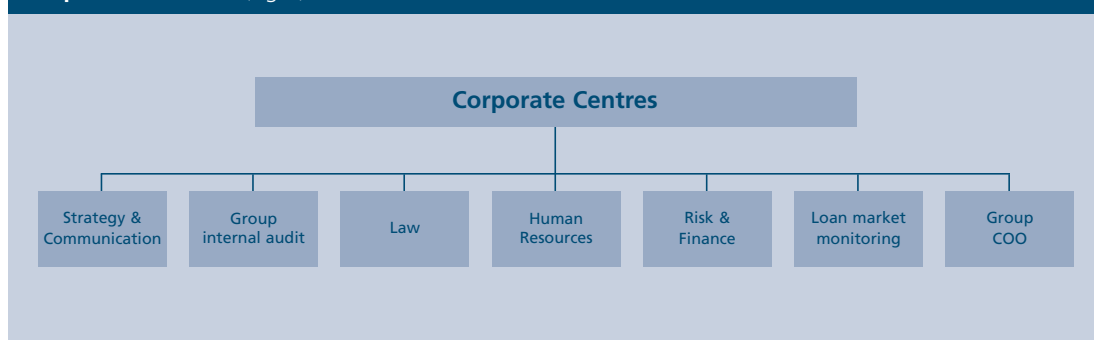 Corporate Centres
Strategy &
Communication
Group
internal audit
Law
Human
Resources
Risk &
Finance
Loan market
monitoring
Group
COO